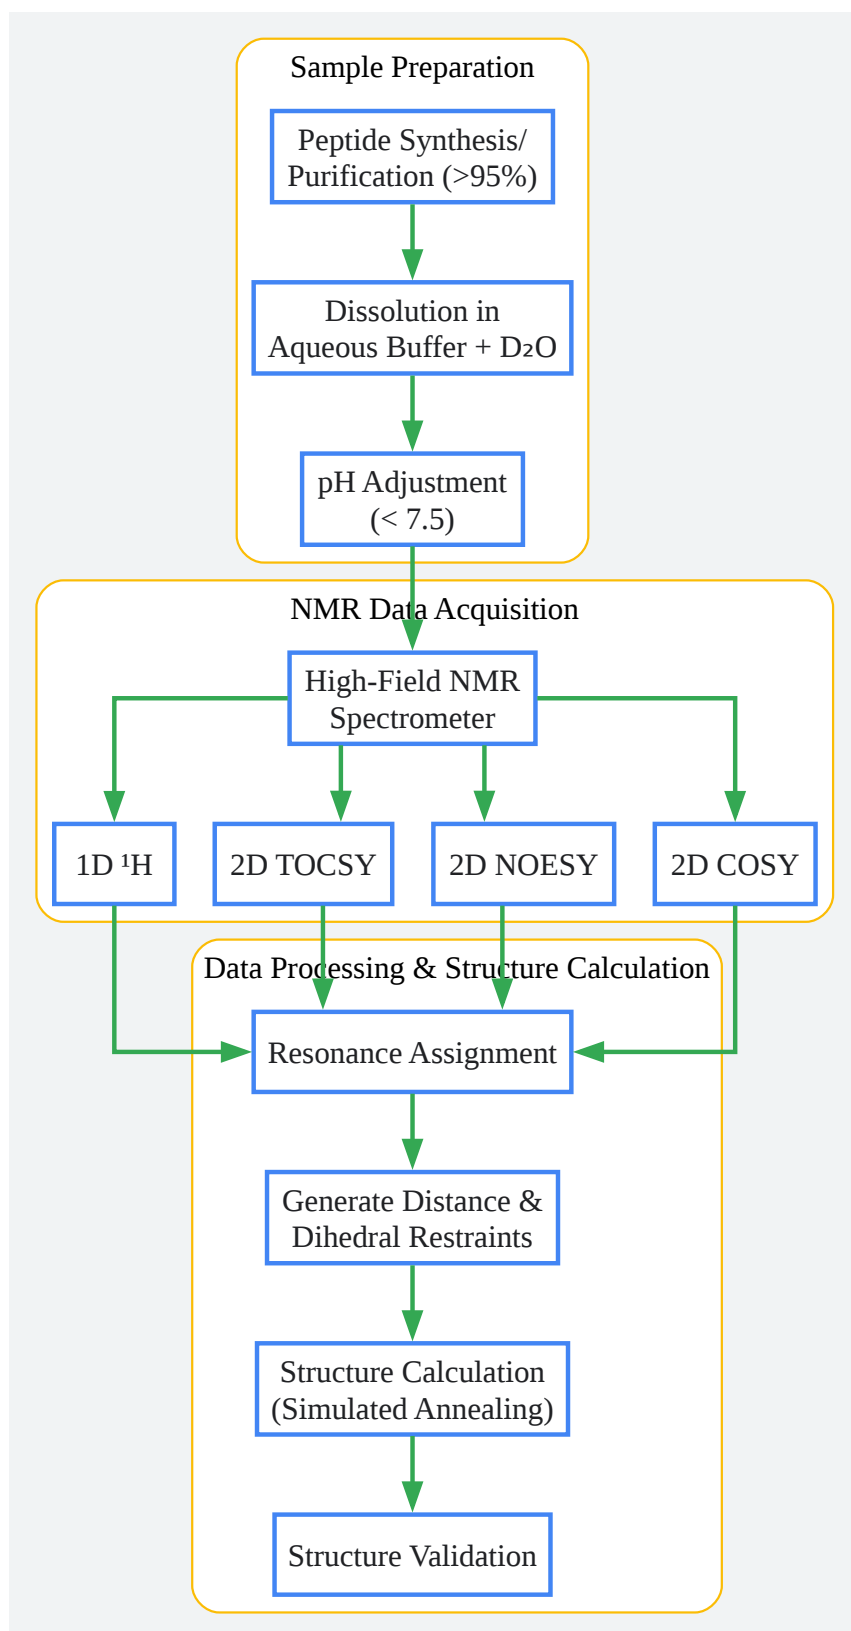 Sample Preparation
Peptide Synthesis/
Purification (>95%)
Dissolution in
Aqueous Buffer + D₂O
pH Adjustment
(< 7.5)
NMR Data Acquisition
High-Field NMR
Spectrometer
1D ¹H
2D TOCSY
2D NOESY
2D COSY
Data Processing & Structure Calculation
Resonance Assignment
Generate Distance &
Dihedral Restraints
Structure Calculation
(Simulated Annealing)
Structure Validation